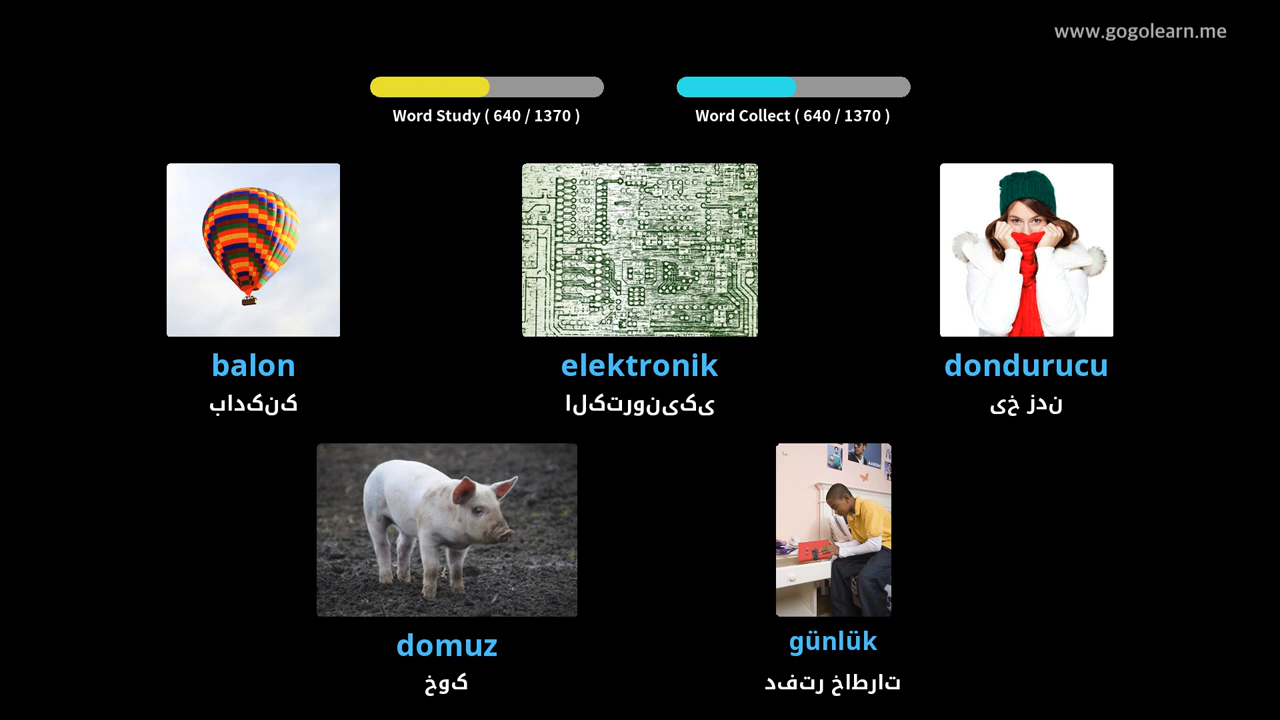 www.gogolearn.me
Word Study ( 640 / 1370 )
Word Collect ( 640 / 1370 )
balon
elektronik
dondurucu
بادکنک
الکترونیکی
یخ زدن
domuz
günlük
خوک
دفتر خاطرات